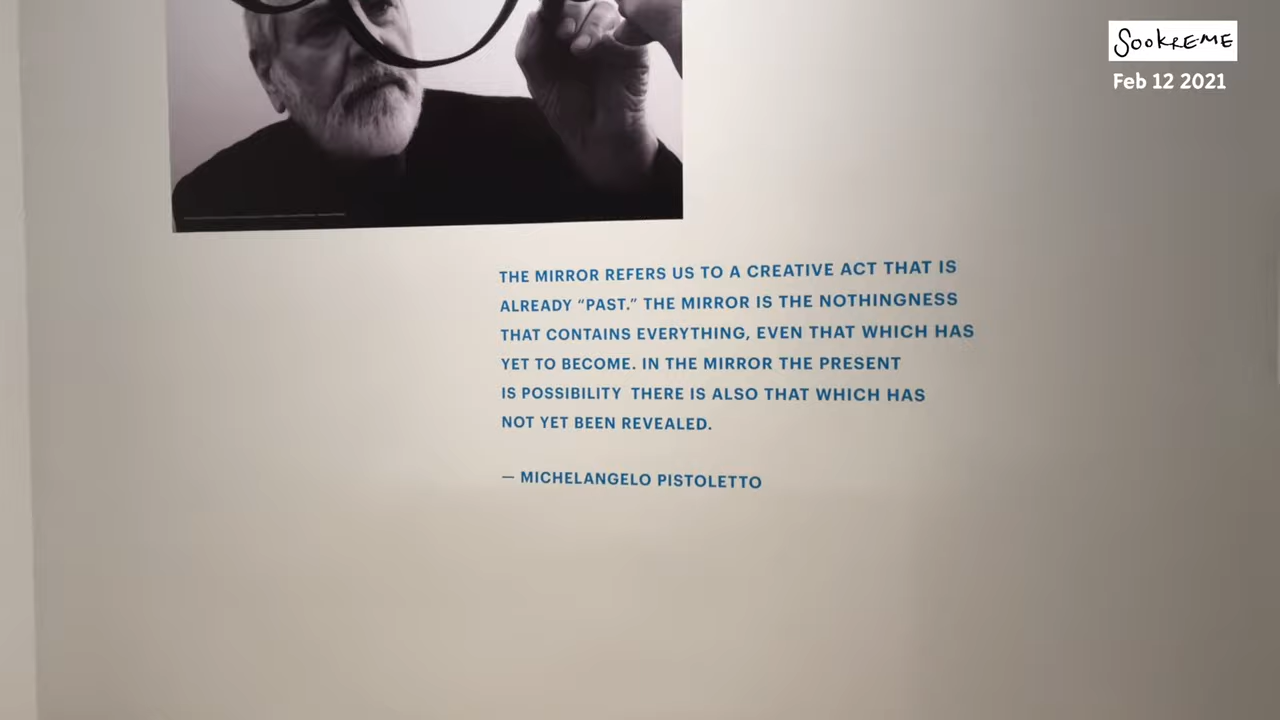 SOOKREME
Feb 12 2021
THE MIRROR REFERS US TO A CREATIVE ACT THAT IS
ALREADY “PAST.” THE MIRROR IS THE NOTHINGNESS
THAT CONTAINS EVERYTHING, EVEN THAT WHICH HAS
YET TO BECOME. IN THE MIRROR THE PRESENT
IS POSSIBILITY THERE IS ALSO THAT WHICH HAS
NOT YET BEEN REVEALED.
— MICHELANGELO PISTOLETTO